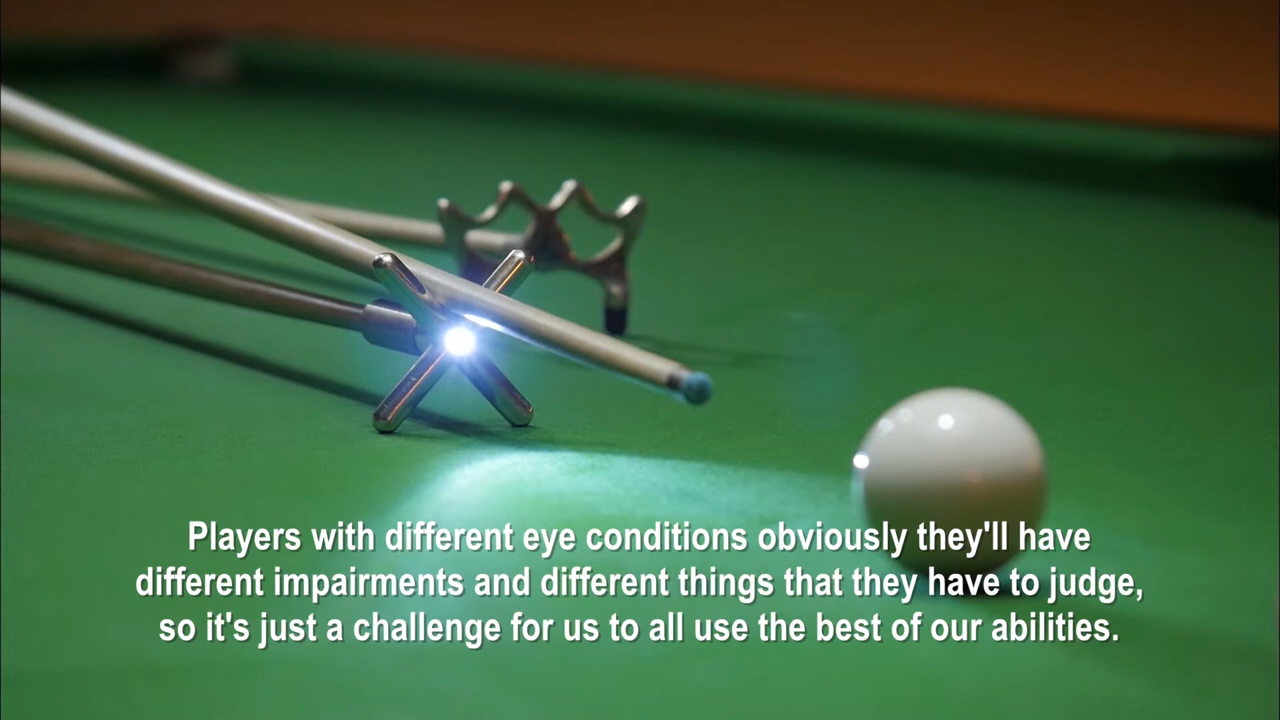 Players with different eye conditions obviously they'll have
different impairments and different things that they have to judge,
so it's just a challenge for us to all use the best of our abilities.